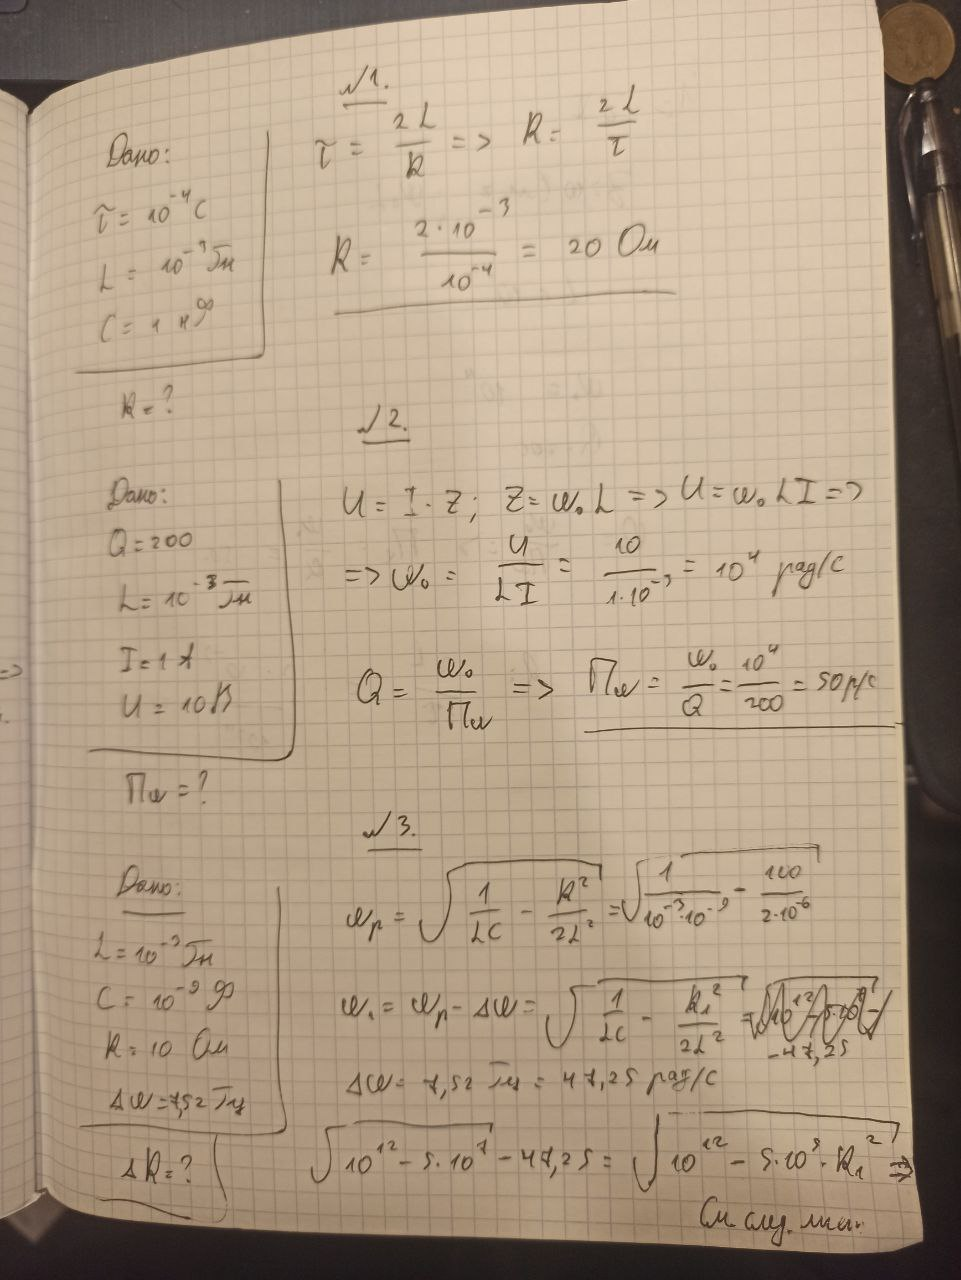 №1.
Дано:
τ = 2L/R => R = 2L/τ
τ = 10⁻⁴ С
L = 10⁻³ Гн
R = 2·10⁻³/10⁻⁴ = 20 Ом
C = 1 нФ
R = ?
№2.
Дано:
U = I·Z; Z = ω₀L => U = ω₀LI =>
Q = 200
=> ω₀ = U/LI = 10/1·10⁻³ = 10⁴ рад/с
L = 10⁻³ Гн
I = 1 А
Q = ω₀/Пω => Пω = ω₀/Q = 10⁴/200 = 50 р/с
U = 10 В
Пω = ?
№3.
Дано:
ωₚ = √(1/LC - R²/2L²) = √(1/10⁻³·10⁻⁹ - 100/2·10⁻⁶)
L = 10⁻³ Гн
C = 10⁻⁹ Ф
ω₁ = ωₚ - Δω = √(1/LC - R₁²/2L²) =
-47,25
R = 10 Ом
Δω = 7,52 Гц = 47,25 рад/с
Δω = 7,52 Гц
√(10¹² - 5·10⁷) - 47,25 = √(10¹² - 5·10⁵·R₁²) =>
ΔR = ?
См. след. лист.